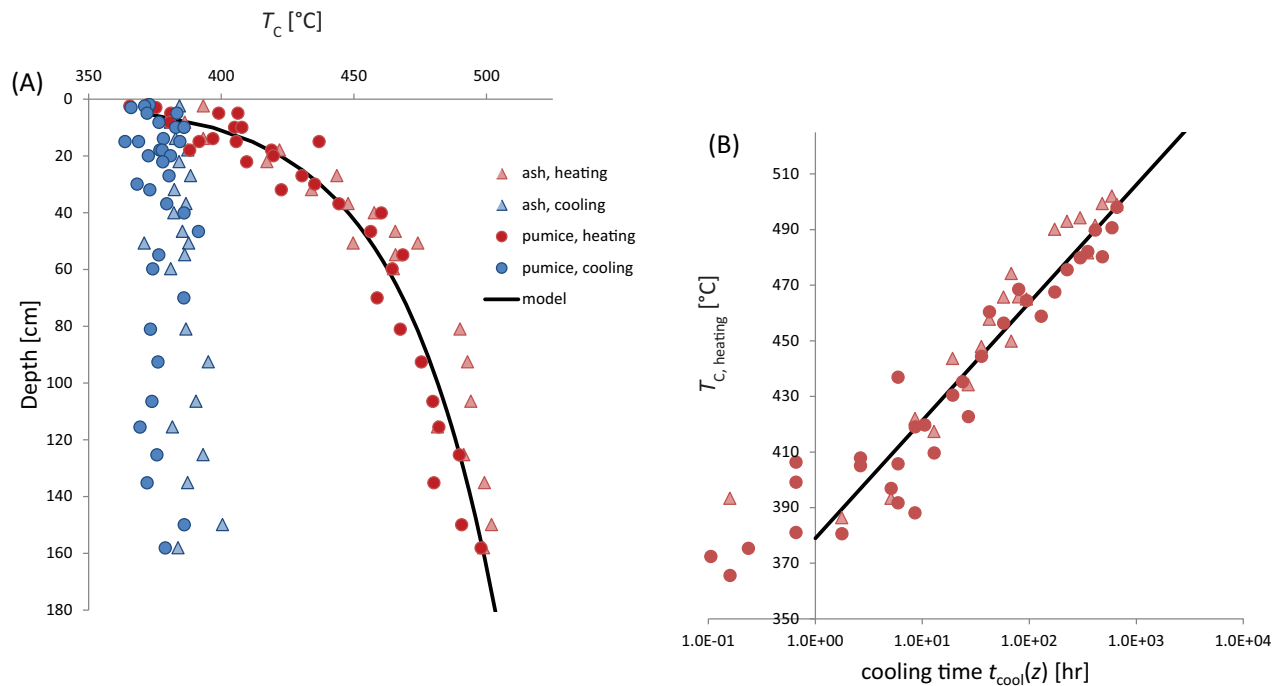 T_C [°C]
(A)
350
400
450
500
0
20
40
60
80
100
120
140
160
180
Depth [cm]
ash, heating
ash, cooling
pumice, heating
pumice, cooling
model
(B)
510
490
470
450
430
410
390
370
350
T_C, heating [°C]
1.0E-01
1.0E+00
1.0E+01
1.0E+02
1.0E+03
1.0E+04
cooling time t_cool(z) [hr]